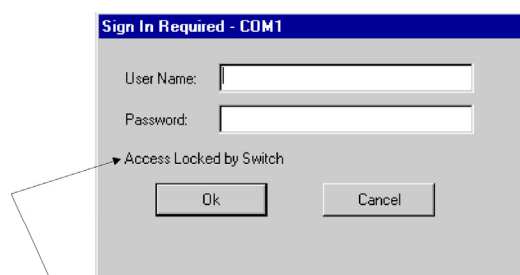 Sign In Required - COM1
User Name:
Password:
Access Locked by Switch
Ok
Cancel